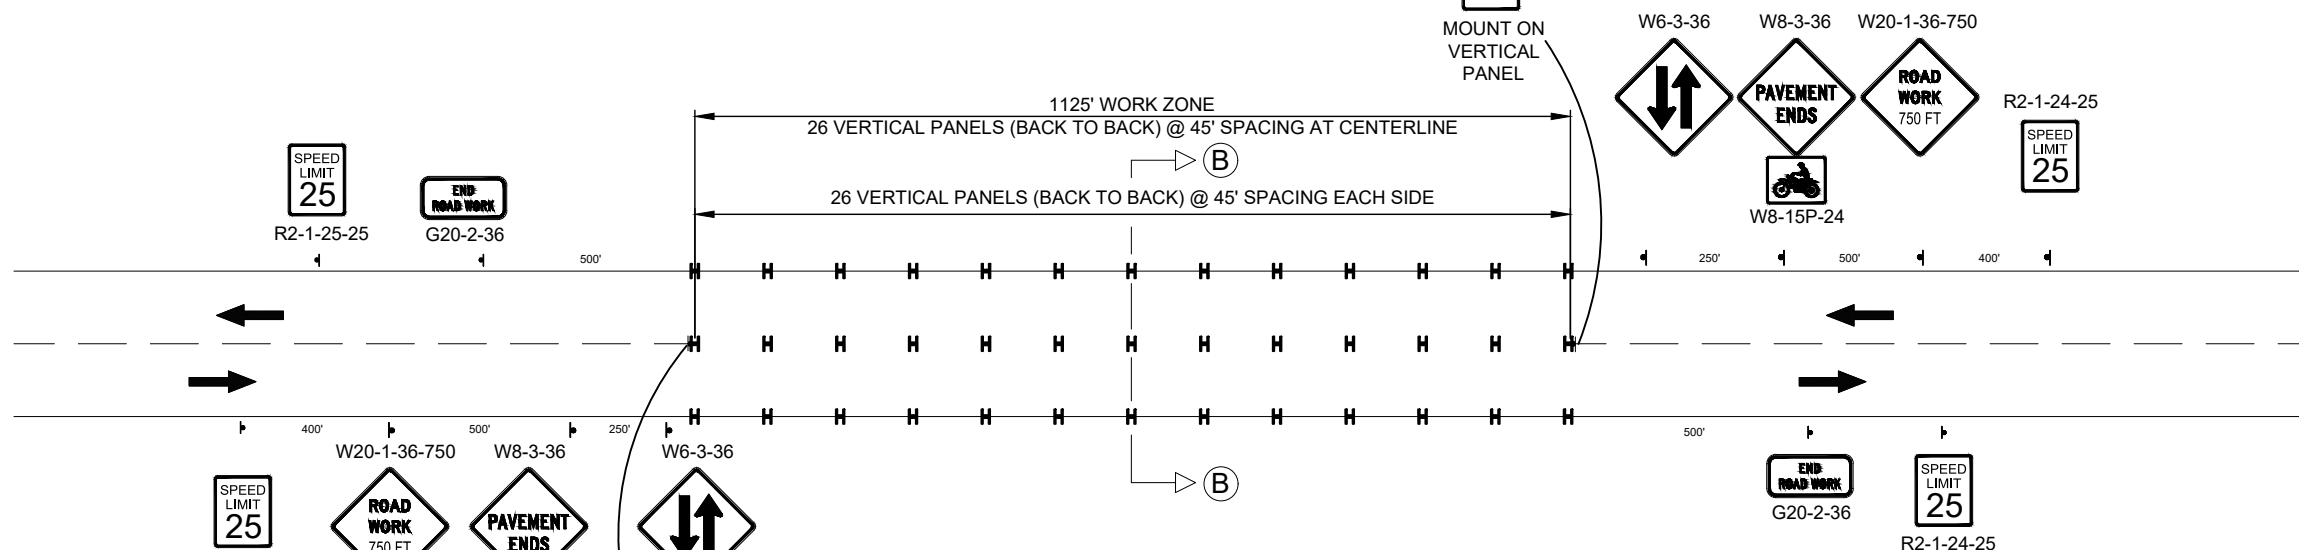 MOUNT ON
VERTICAL
PANEL
W6-3-36
W8-3-36
W20-1-36-750
PAVEMENT
ENDS
ROAD
WORK
750 FT
R2-1-24-25
SPEED
LIMIT
25
W8-15P-24
1125' WORK ZONE
26 VERTICAL PANELS (BACK TO BACK) @ 45' SPACING AT CENTERLINE
B
26 VERTICAL PANELS (BACK TO BACK) @ 45' SPACING EACH SIDE
SPEED
LIMIT
25
R2-1-25-25
END
ROAD WORK
G20-2-36
500'
250'
500'
400'
400'
500'
250'
500'
W20-1-36-750
W8-3-36
W6-3-36
SPEED
LIMIT
25
ROAD
WORK
750 FT
PAVEMENT
ENDS
B
END
ROAD WORK
G20-2-36
SPEED
LIMIT
25
R2-1-24-25